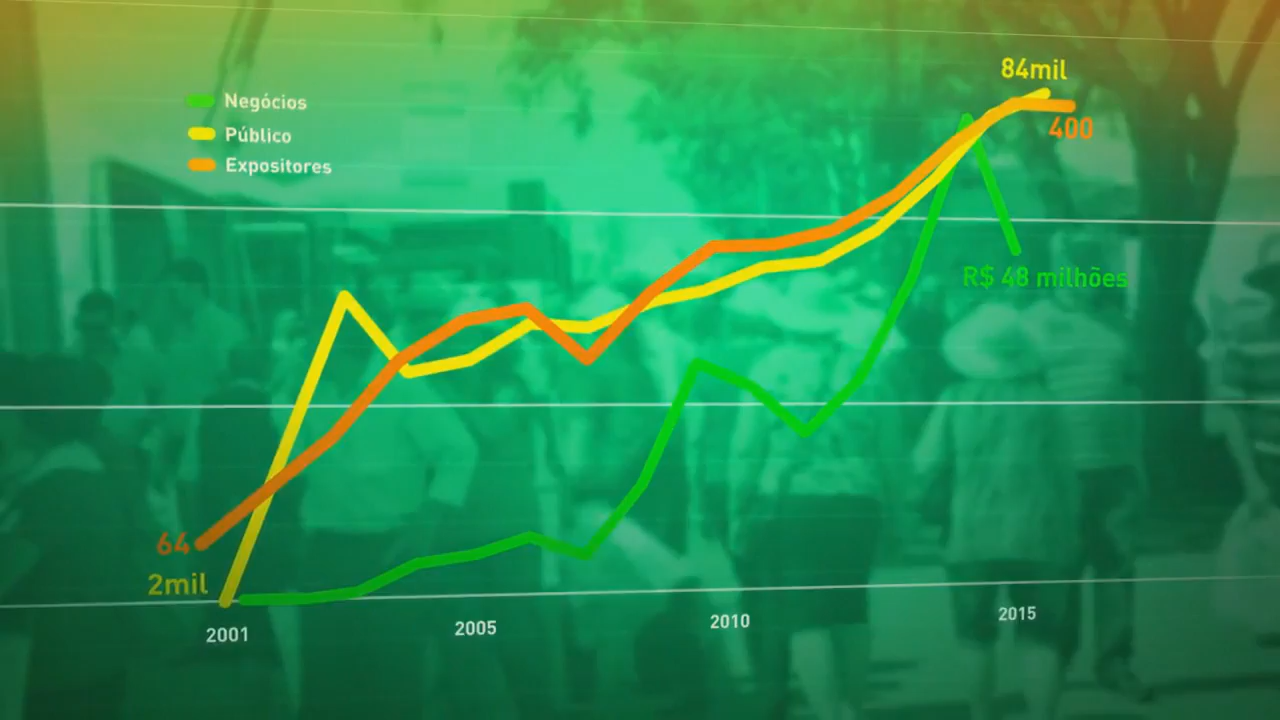 84mil
Negócios
400
Público
Expositores
R$ 48 milhões
64
2mil
2001
2005
2010
2015